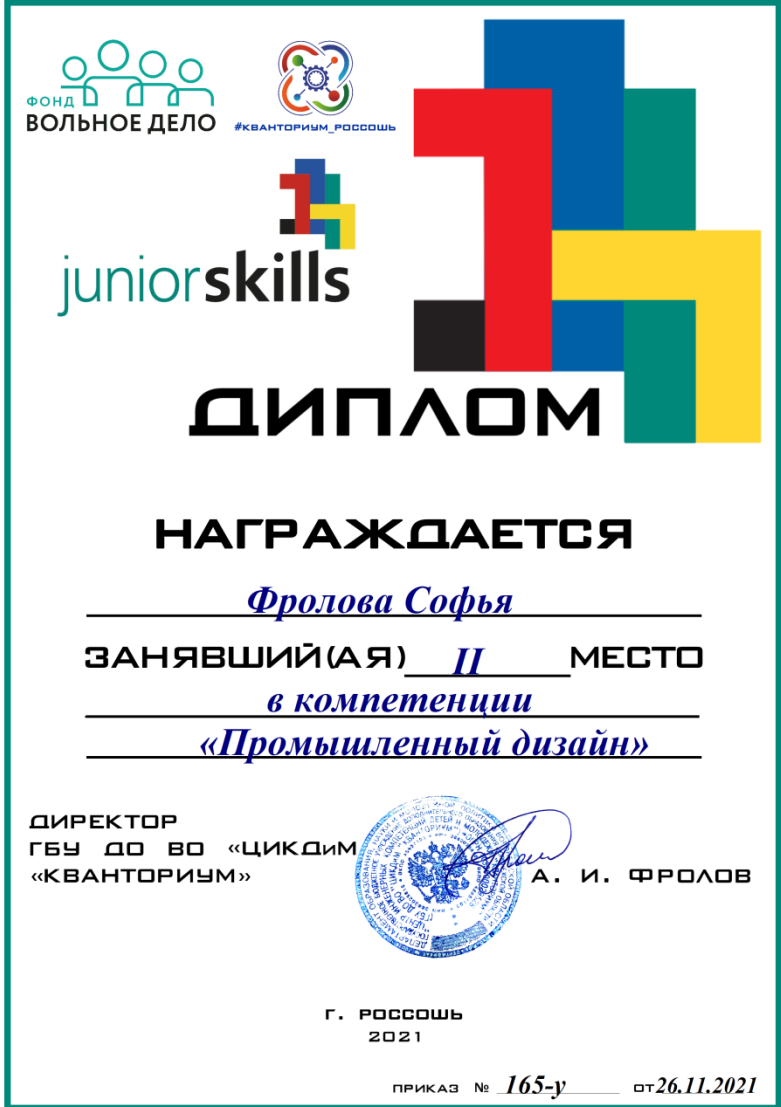 ФОНД
ВОЛЬНОЕ ДЕЛО
#КВАНТОРИУМ_РОССОШЬ
juniorskills
ДИПЛОМ
НАГРАЖДАЕТСЯ
Фролова Софья
ЗАНЯВШИЙ(АЯ) II МЕСТО
в компетенции
«Промышленный дизайн»
ДИРЕКТОР
ГБУ ДО ВО «ЦИКДиМ
«КВАНТОРИУМ»
А. И. ФРОЛОВ
Г. РОССОШЬ
2021
ПРИКАЗ № 165-у от 26.11.2021